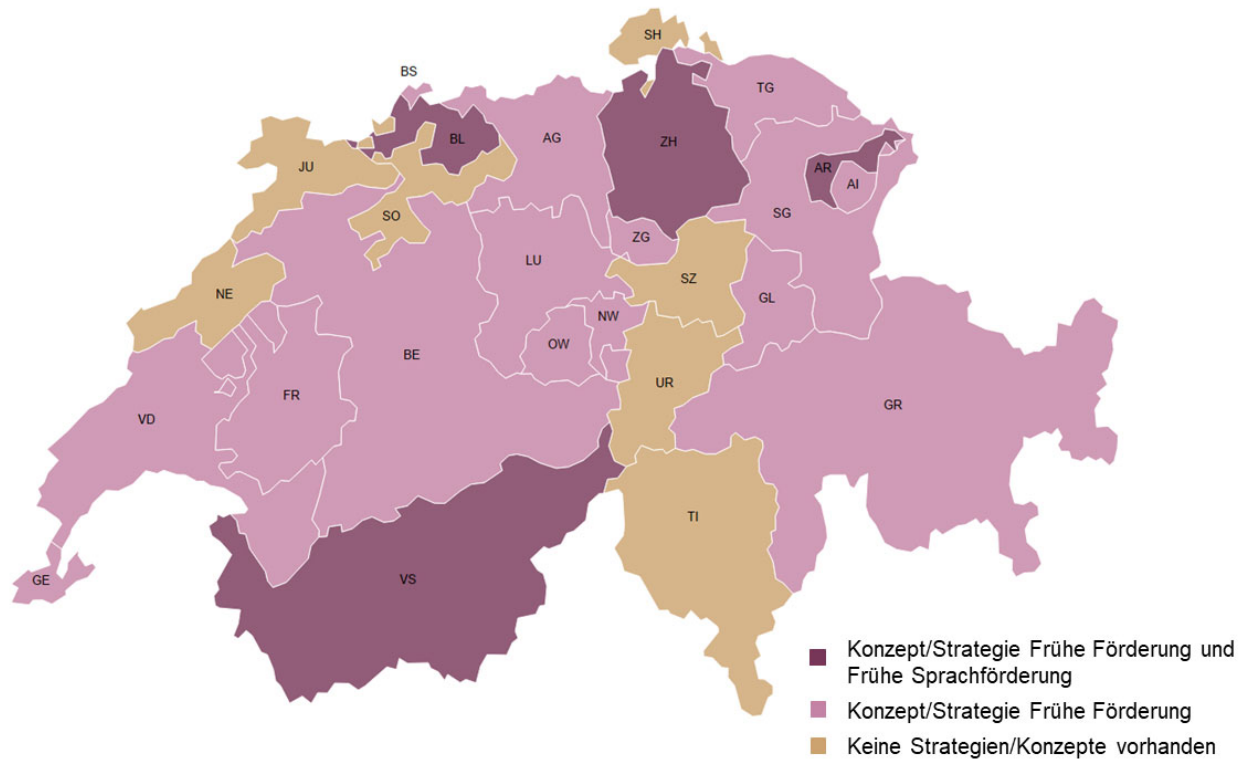 SH
BS
TG
BL
AG
ZH
JU
AR
AI
SO
SG
ZG
LU
SZ
NE
GL
NW
OW
BE
UR
FR
GR
VD
TI
GE
VS
Konzept/Strategie Frühe Förderung und
Frühe Sprachförderung
Konzept/Strategie Frühe Förderung
Keine Strategien/Konzepte vorhanden